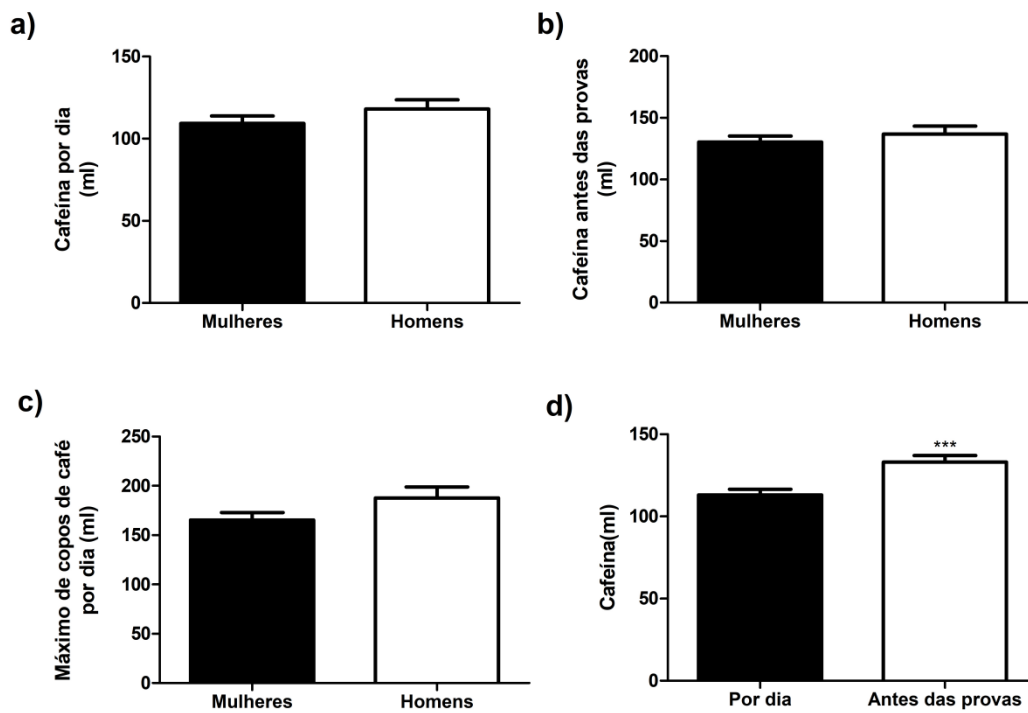 a)
Cafeína por dia
(ml)
150
100
50
0
Mulheres
Homens
b)
Cafeína antes das provas
(ml)
200
150
100
50
0
Mulheres
Homens
c)
Máximo de copos de café
por dia (ml)
250
200
150
100
50
0
Mulheres
Homens
d)
Cafeína(ml)
150
100
50
0
***
Por dia
Antes das provas